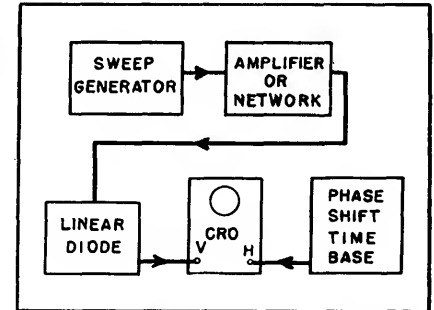 SWEEP
GENERATOR
AMPLIFIER
OR
NETWORK
LINEAR
DIODE
CRO
V
H
PHASE
SHIFT
TIME
BASE